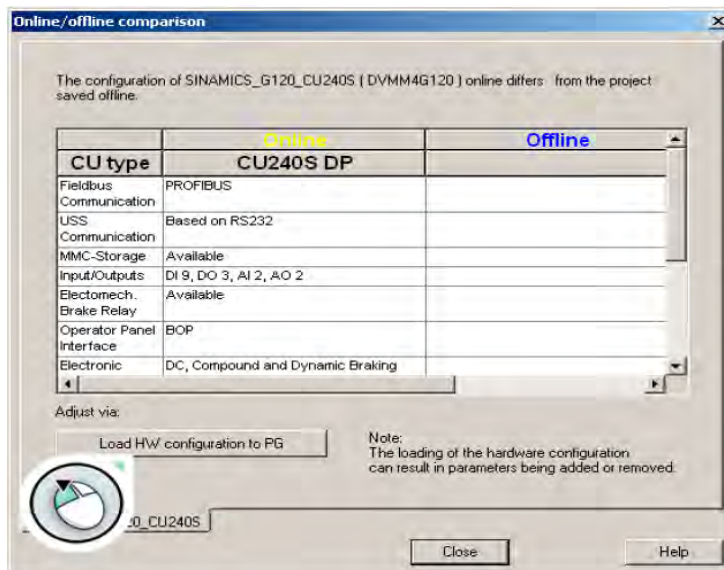 Online/offline comparison
The configuration of SINAMICS_G120_CU240S ( DVMM4G120 ) online differs from the project
saved offline.
Online Offline
CU type CU240S DP
Fieldbus PROFIBUS
Communication
USS Based on RS232
Communication
MMC-Storage Available
Input/Outputs DI 9, DO 3, AI 2, AO 2
Electomech. Available
Brake Relay
Operator Panel BOP
Interface
Electronic DC, Compound and Dynamic Braking
Adjust via:
Load HW configuration to PG
Note:
The loading of the hardware configuration
can result in parameters being added or removed.
20_CU240S
Close Help